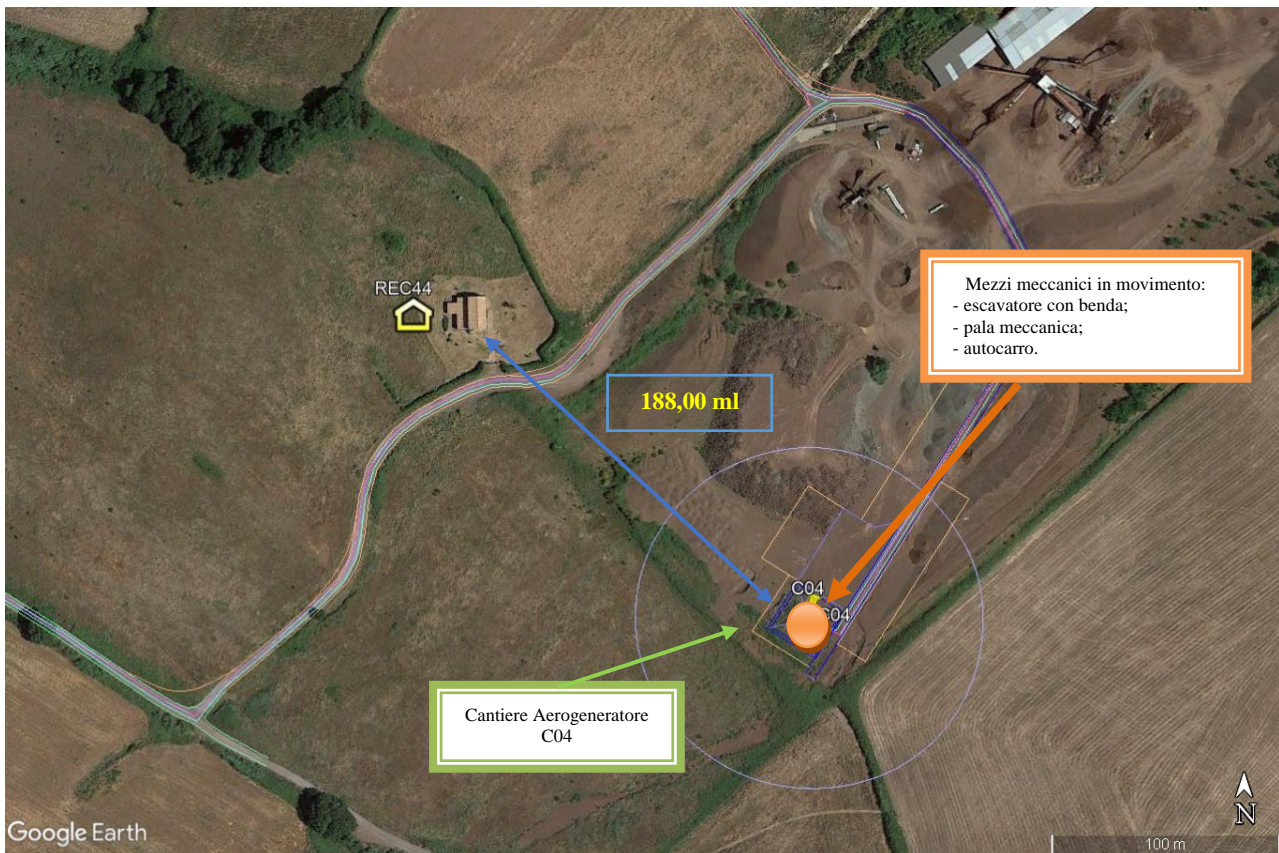 REC44
Mezzi meccanici in movimento:
- escavatore con benda;
- pala meccanica;
- autocarro.
188,00 ml
C04
C04
Cantiere Aerogeneratore
C04
N
Google Earth
100 m